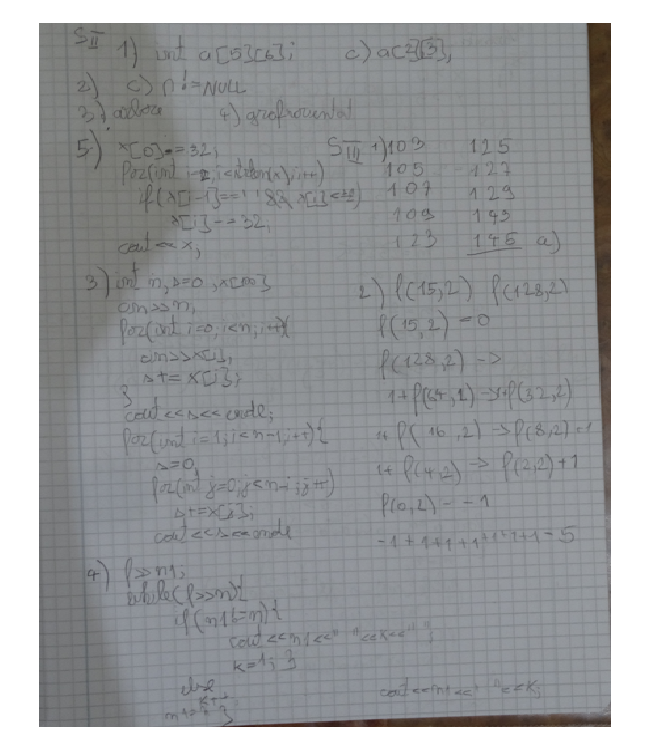 SII 1) int a[5][6]; c) a[2][3];
2) c) n!=NULL
3) arbore 4) graf orientat
5) x[0]-=32;
for(int i=2;i<strlen(x);i++)
if(x[i-1]==' ' &&
x[i]-=32;
cout<<x;
SIII 1) 103 125
105 127
107 129
109 143
123 145 a)
3) int n,s=0,x[100]
cin>>n;
for(int i=0;i<n;i++){
cin>>x[i];
s+=x[i];
}
cout<<s<<endl;
for(int i=1;i<n-1;i++){
s=0;
for(int j=0;j<n-i;j++)
s+=x[j];
cout<<s<<endl
2) f(15,2) f(128,2)
f(15,2)=0
f(128,2) ->
1+f(64,2)->1+f(32,2)
1+f(16,2)->f(8,2)+1
1+f(4,2)->f(2,2)+1
f(0,2)=-1
-1+1+1+1+1+1+1=5
4) f>>n1;
while(f>>n){
if(n1!=n){
cout<<n1<<" "<<k<<" ";
k=1; }
else
k++;
n1=n }
cout<<n1<<" "<<k;